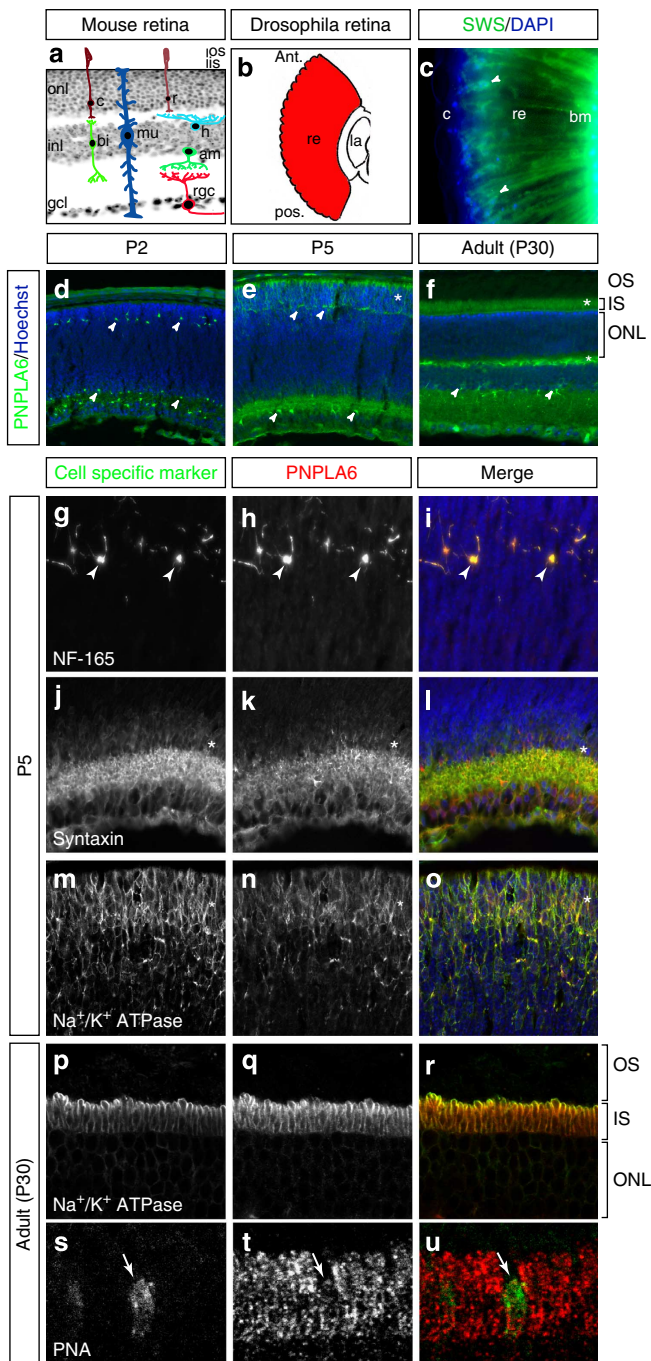 Mouse retina
Drosophila retina
SWS/DAPI
a
os
is
onl
c
r
h
inl
bi
mu
am
rgc
gcl
b
Ant.
re
la
pos.
c
c
re
bm
P2
P5
Adult (P30)
PNPLA6/Hoechst
d
e
*
f
*
*
OS
IS
ONL
Cell specific marker
PNPLA6
Merge
P5
g
NF-165
h
i
j
*
Syntaxin
k
*
l
*
m
*
Na⁺/K⁺ ATPase
n
*
o
*
Adult (P30)
p
Na⁺/K⁺ ATPase
q
r
OS
IS
ONL
s
PNA
t
u